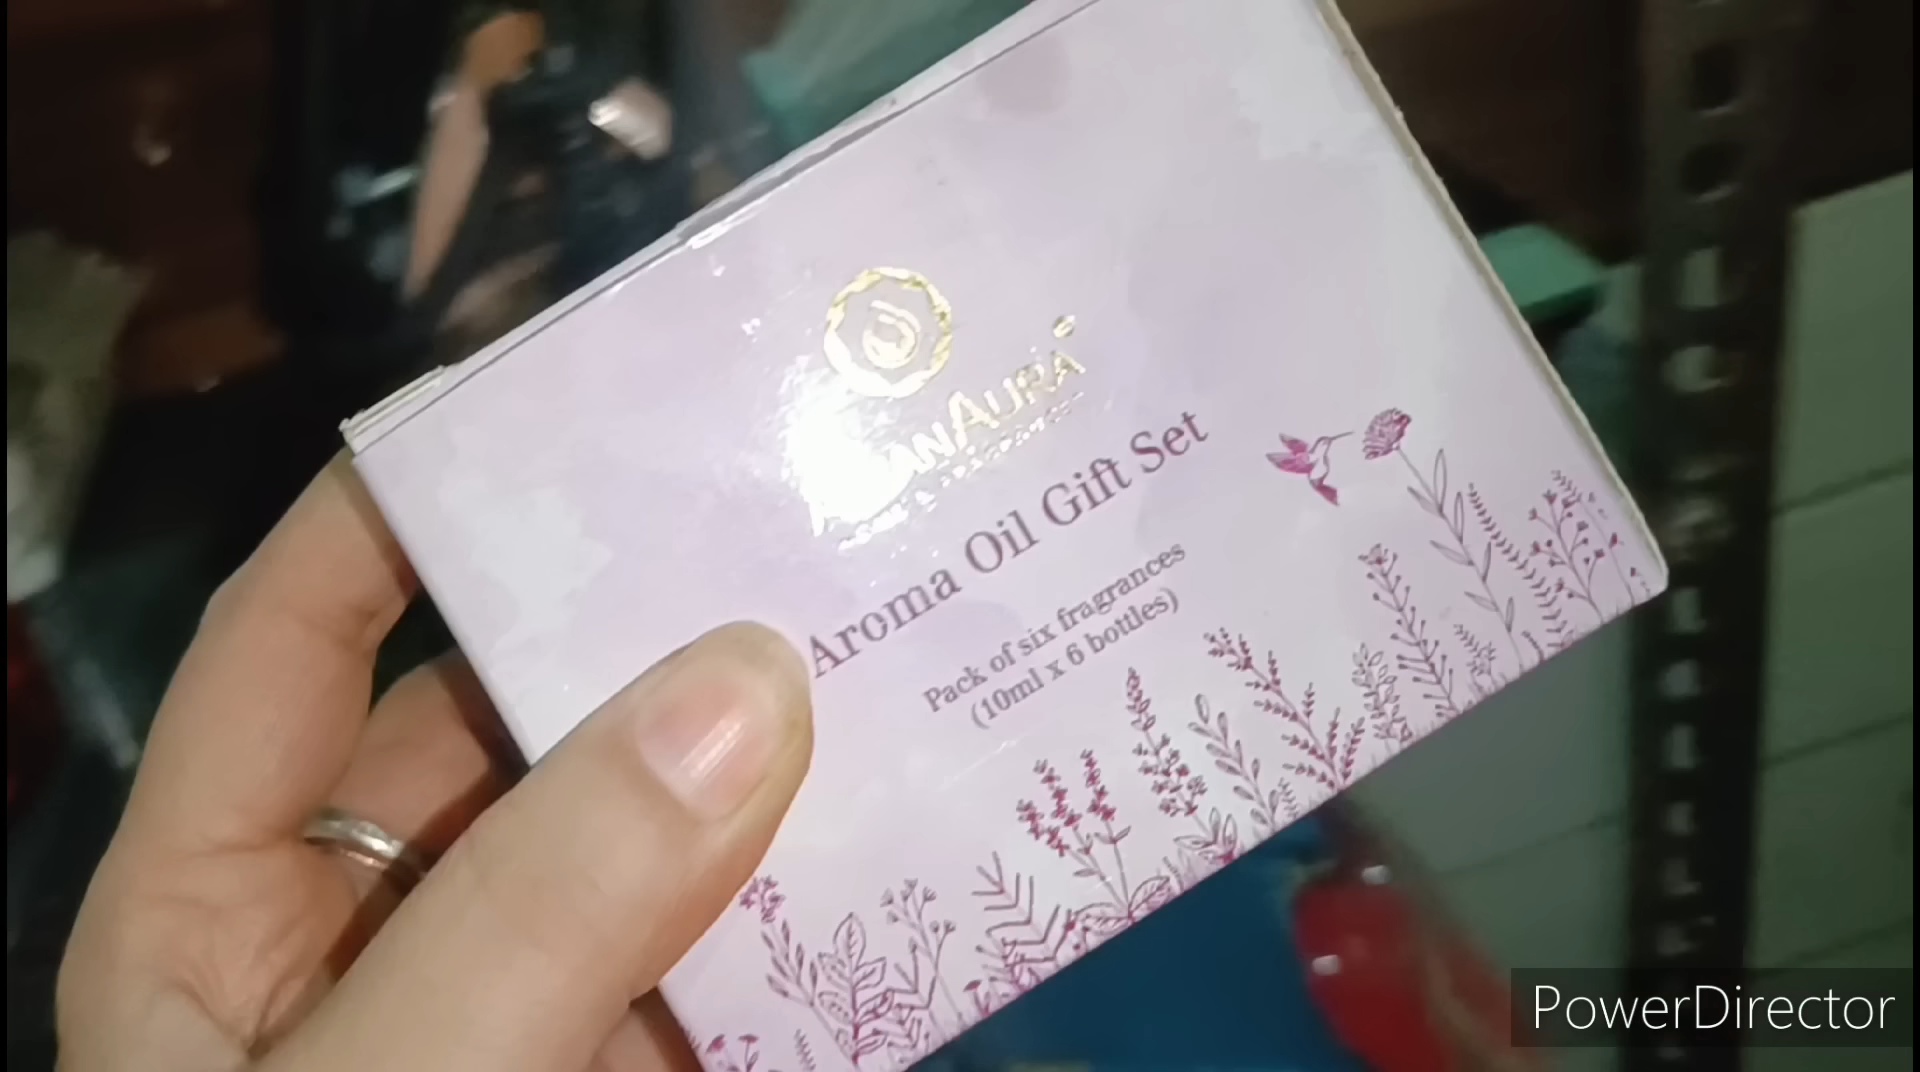 Aroma Oil Gift Set
Pack of six fragrances
(10ml x 6 bottles)
PowerDirector